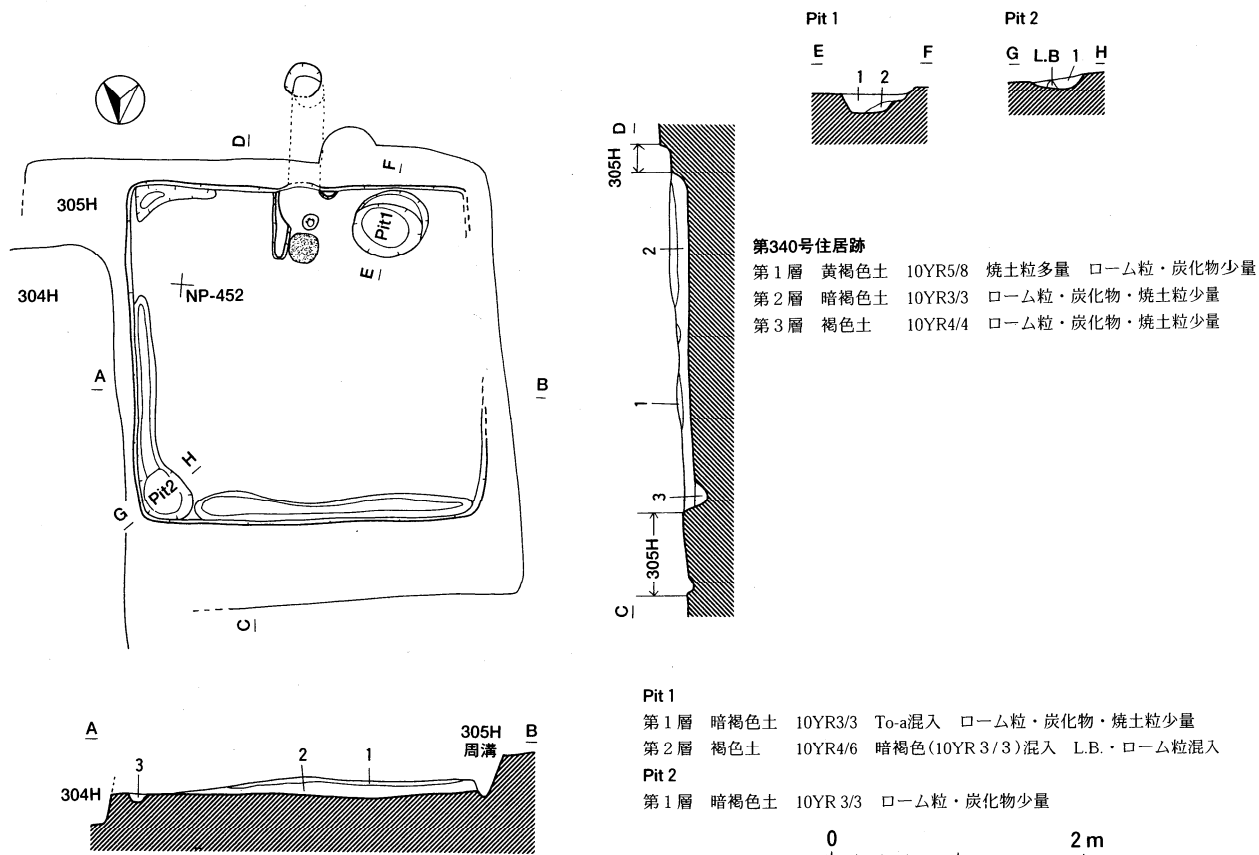 Pit 1
Pit 2
E
F
G
L.B
1
H
1
2
D
F
305H
Pit1
E
304H
NP-452
A
B
H
Pit2
G
C
D
305H
2
1
3
305H
C
第340号住居跡
第1層 黄褐色土 10YR5/8 焼土粒多量 ローム粒・炭化物少量
第2層 暗褐色土 10YR3/3 ローム粒・炭化物・焼土粒少量
第3層 褐色土 10YR4/4 ローム粒・炭化物・焼土粒少量
A
305H
周溝
B
3
2
1
304H
Pit 1
第1層 暗褐色土 10YR3/3 To-a混入 ローム粒・炭化物・焼土粒少量
第2層 褐色土 10YR4/6 暗褐色(10YR 3/3)混入 L.B.・ローム粒混入
Pit 2
第1層 暗褐色土 10YR 3/3 ローム粒・炭化物少量
0
2 m